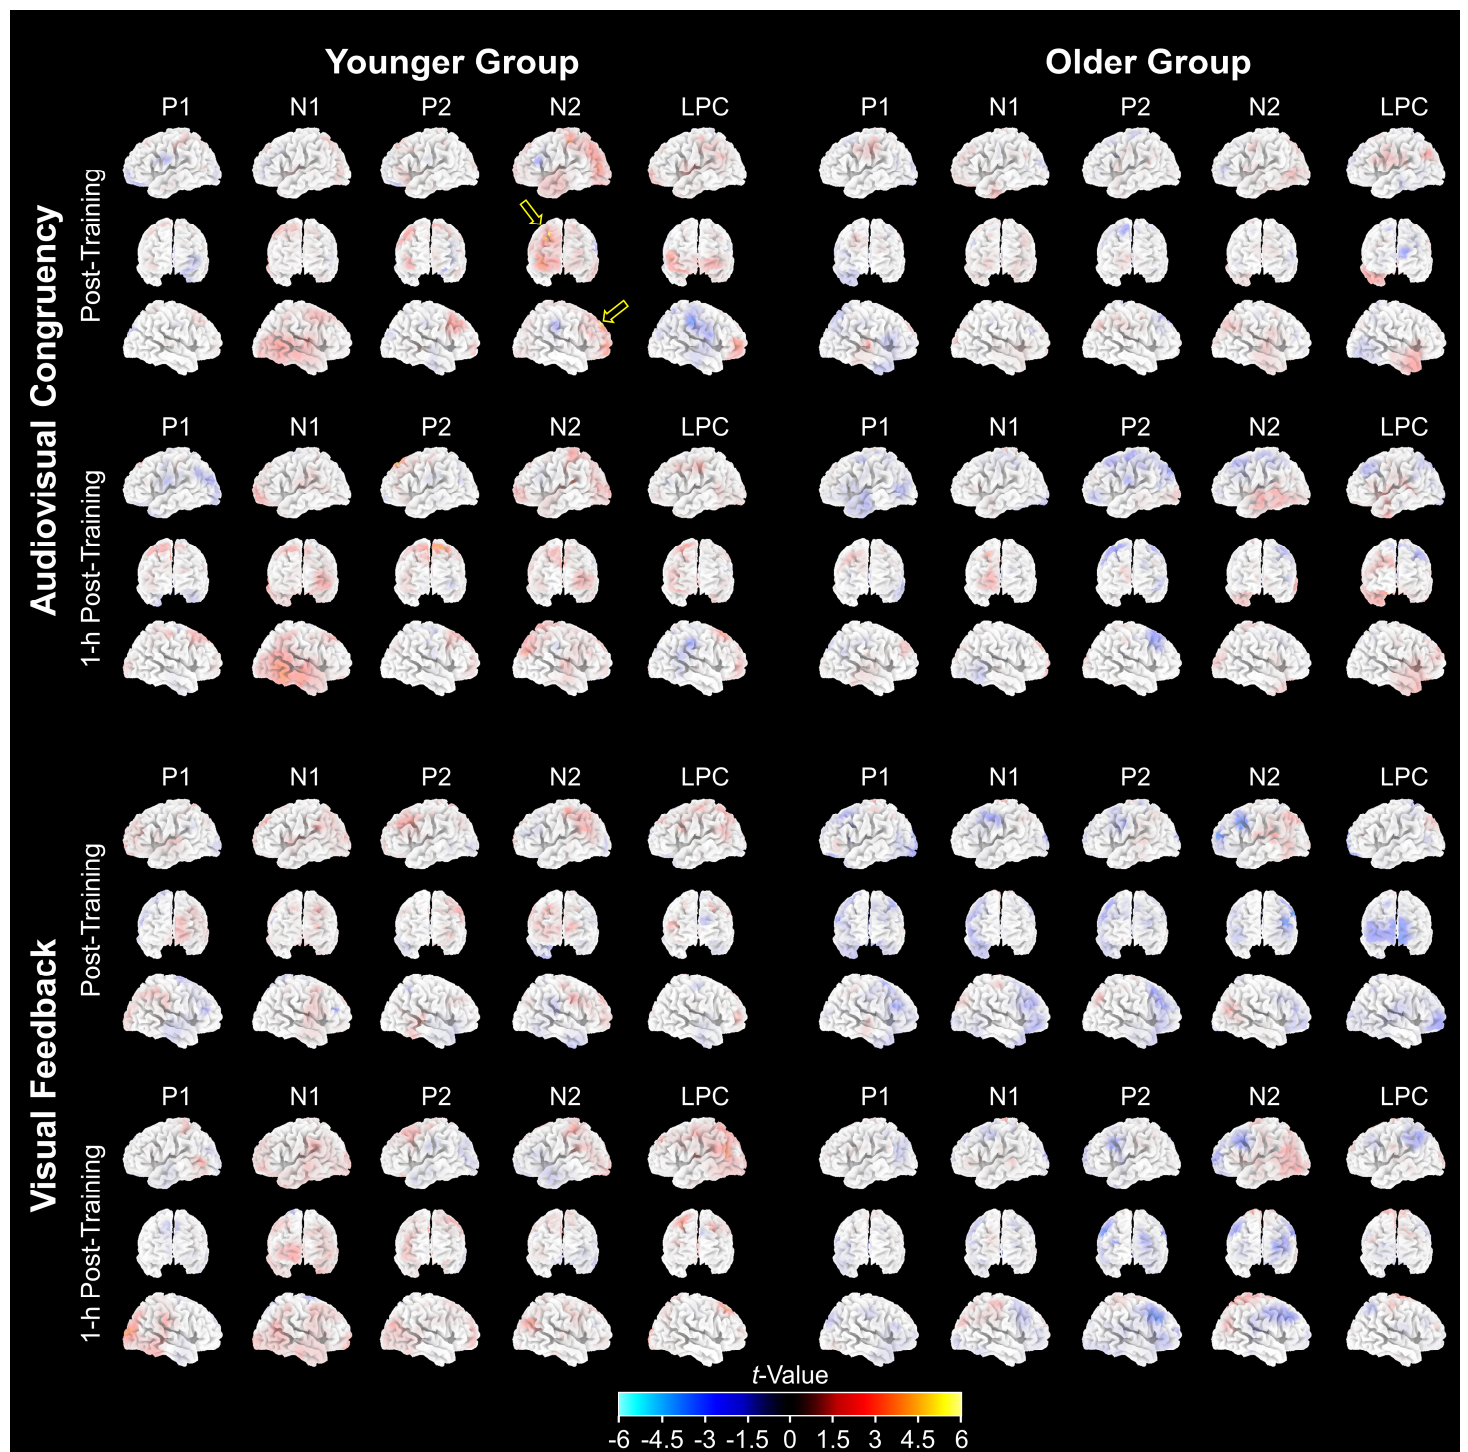 Younger Group Older Group
Audiovisual Congruency
Post-Training
P1 N1 P2 N2 LPC P1 N1 P2 N2 LPC
1-h Post-Training
P1 N1 P2 N2 LPC P1 N1 P2 N2 LPC
Visual Feedback
Post-Training
P1 N1 P2 N2 LPC P1 N1 P2 N2 LPC
1-h Post-Training
P1 N1 P2 N2 LPC P1 N1 P2 N2 LPC
t-Value
-6 -4.5 -3 -1.5 0 1.5 3 4.5 6